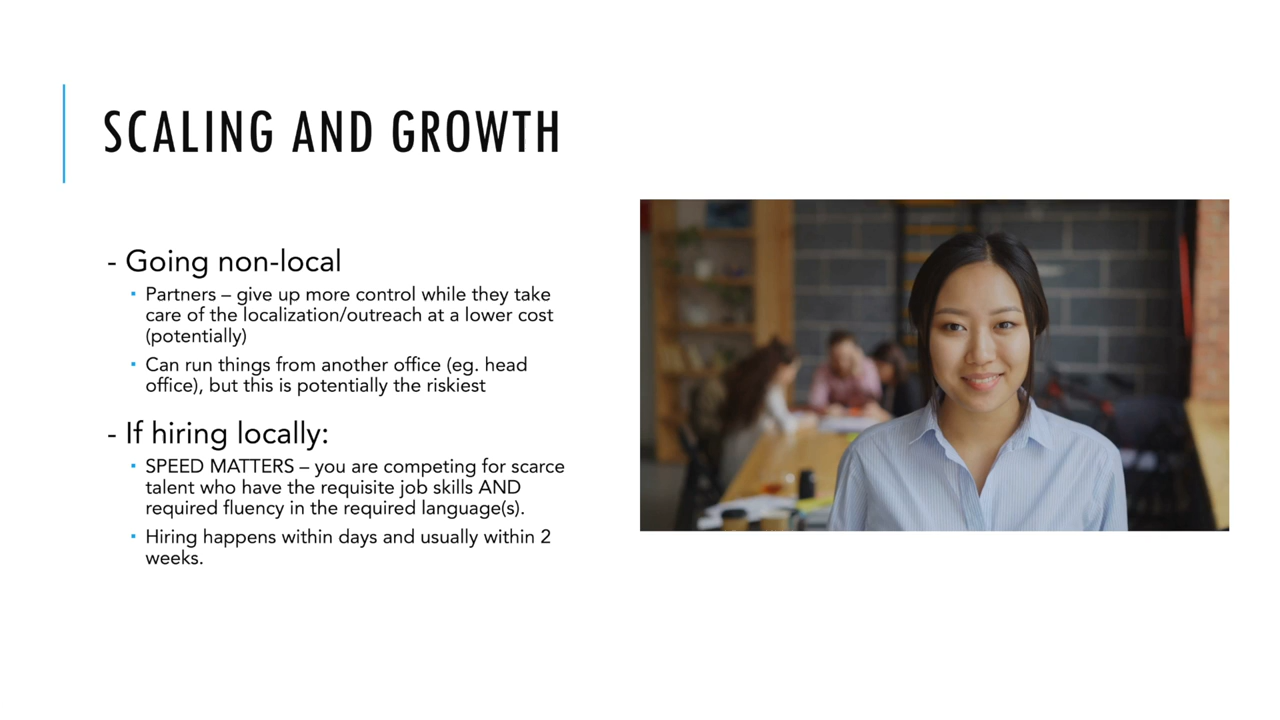 SCALING AND GROWTH
- Going non-local
▪ Partners – give up more control while they take
care of the localization/outreach at a lower cost
(potentially)
▪ Can run things from another office (eg. head
office), but this is potentially the riskiest
- If hiring locally:
▪ SPEED MATTERS – you are competing for scarce
talent who have the requisite job skills AND
required fluency in the required language(s).
▪ Hiring happens within days and usually within 2
weeks.